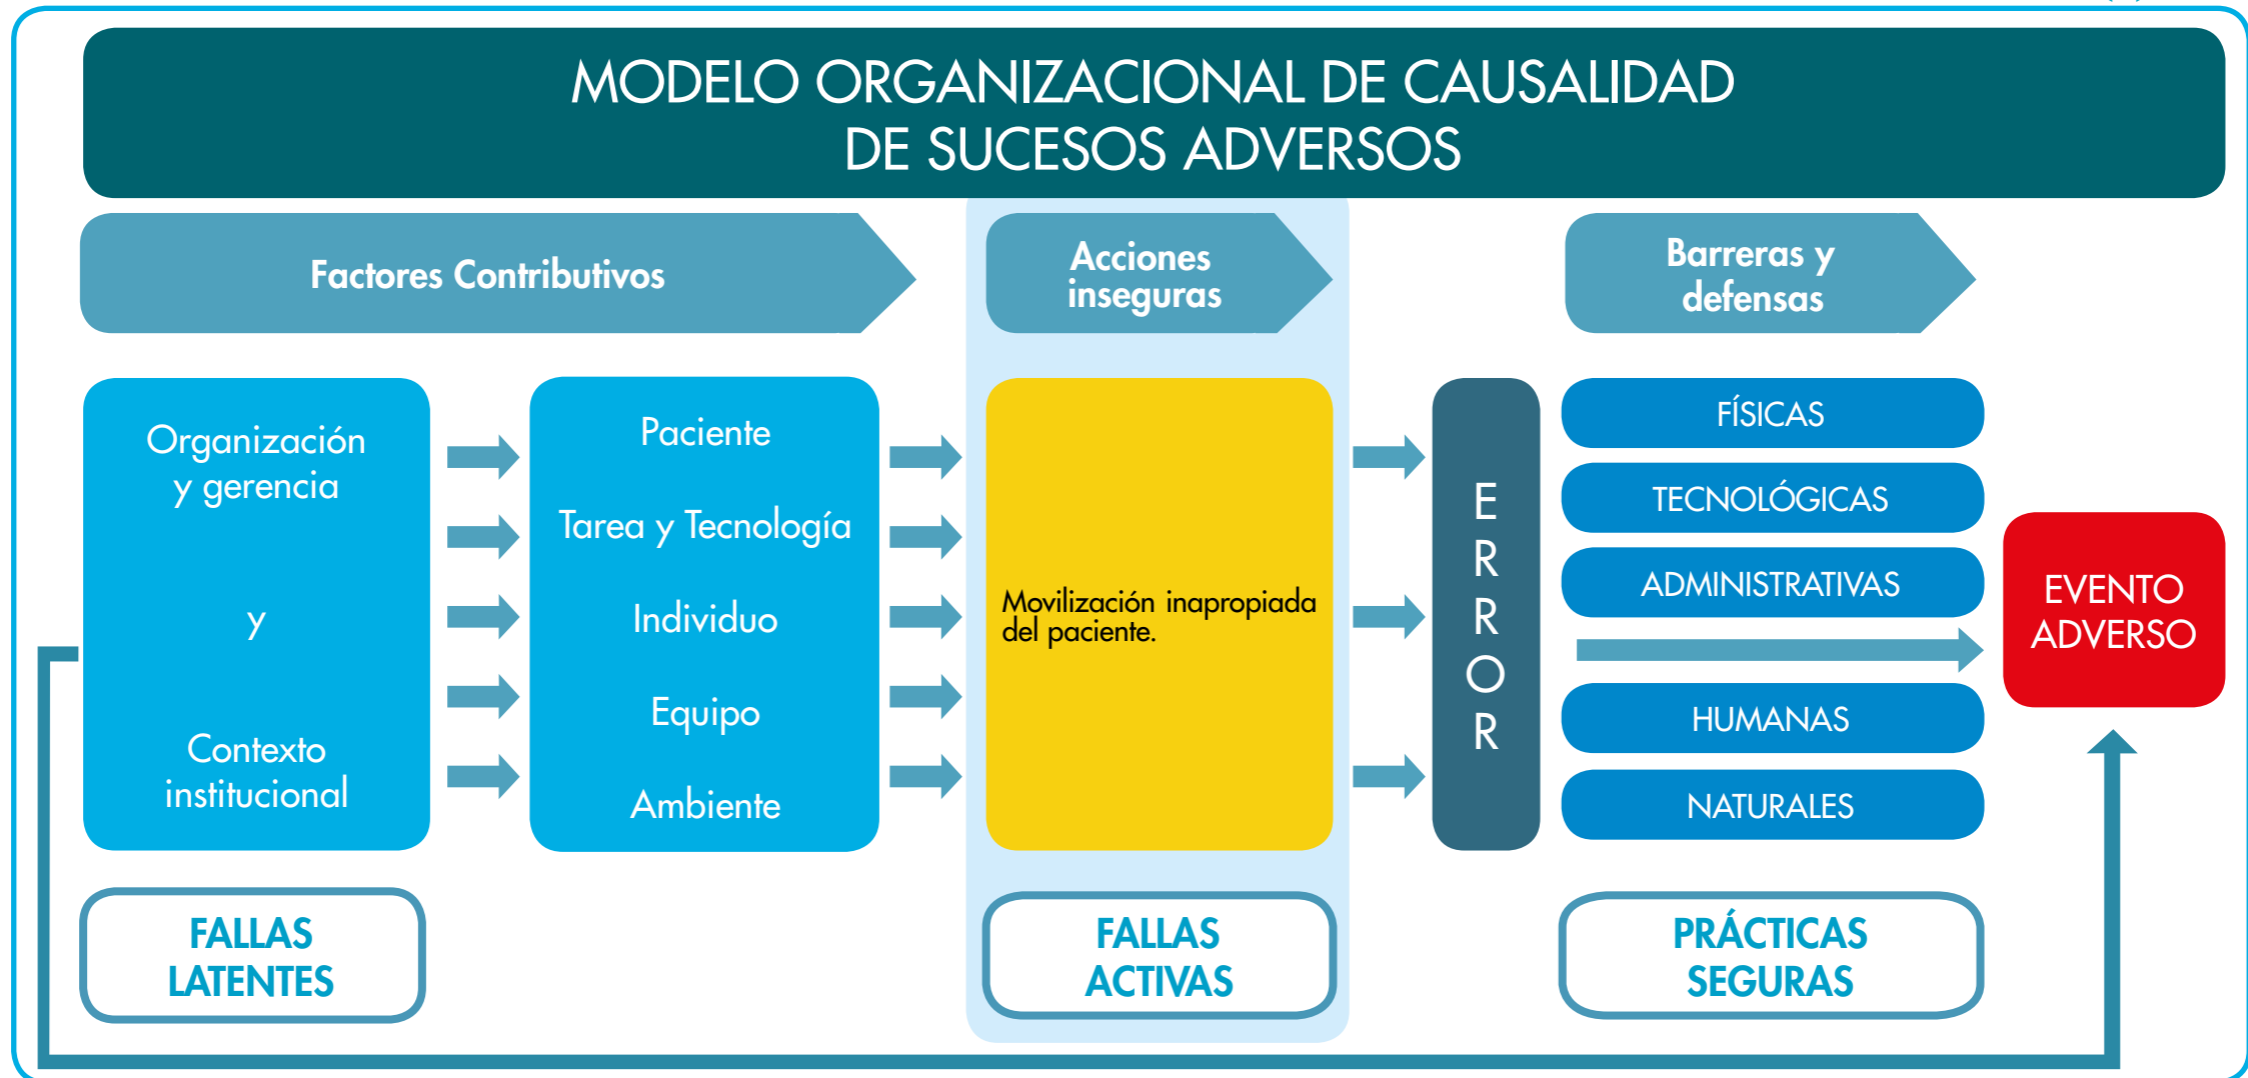 MODELO ORGANIZACIONAL DE CAUSALIDAD
DE SUCESOS ADVERSOS
Factores Contributivos
Acciones
inseguras
Barreras y
defensas
Organización
y gerencia
y
Contexto
institucional
Paciente
Tarea y Tecnología
Individuo
Equipo
Ambiente
Movilización inapropiada
del paciente.
E
R
R
O
R
FÍSICAS
TECNOLÓGICAS
ADMINISTRATIVAS
HUMANAS
NATURALES
EVENTO
ADVERSO
FALLAS
LATENTES
FALLAS
ACTIVAS
PRÁCTICAS
SEGURAS